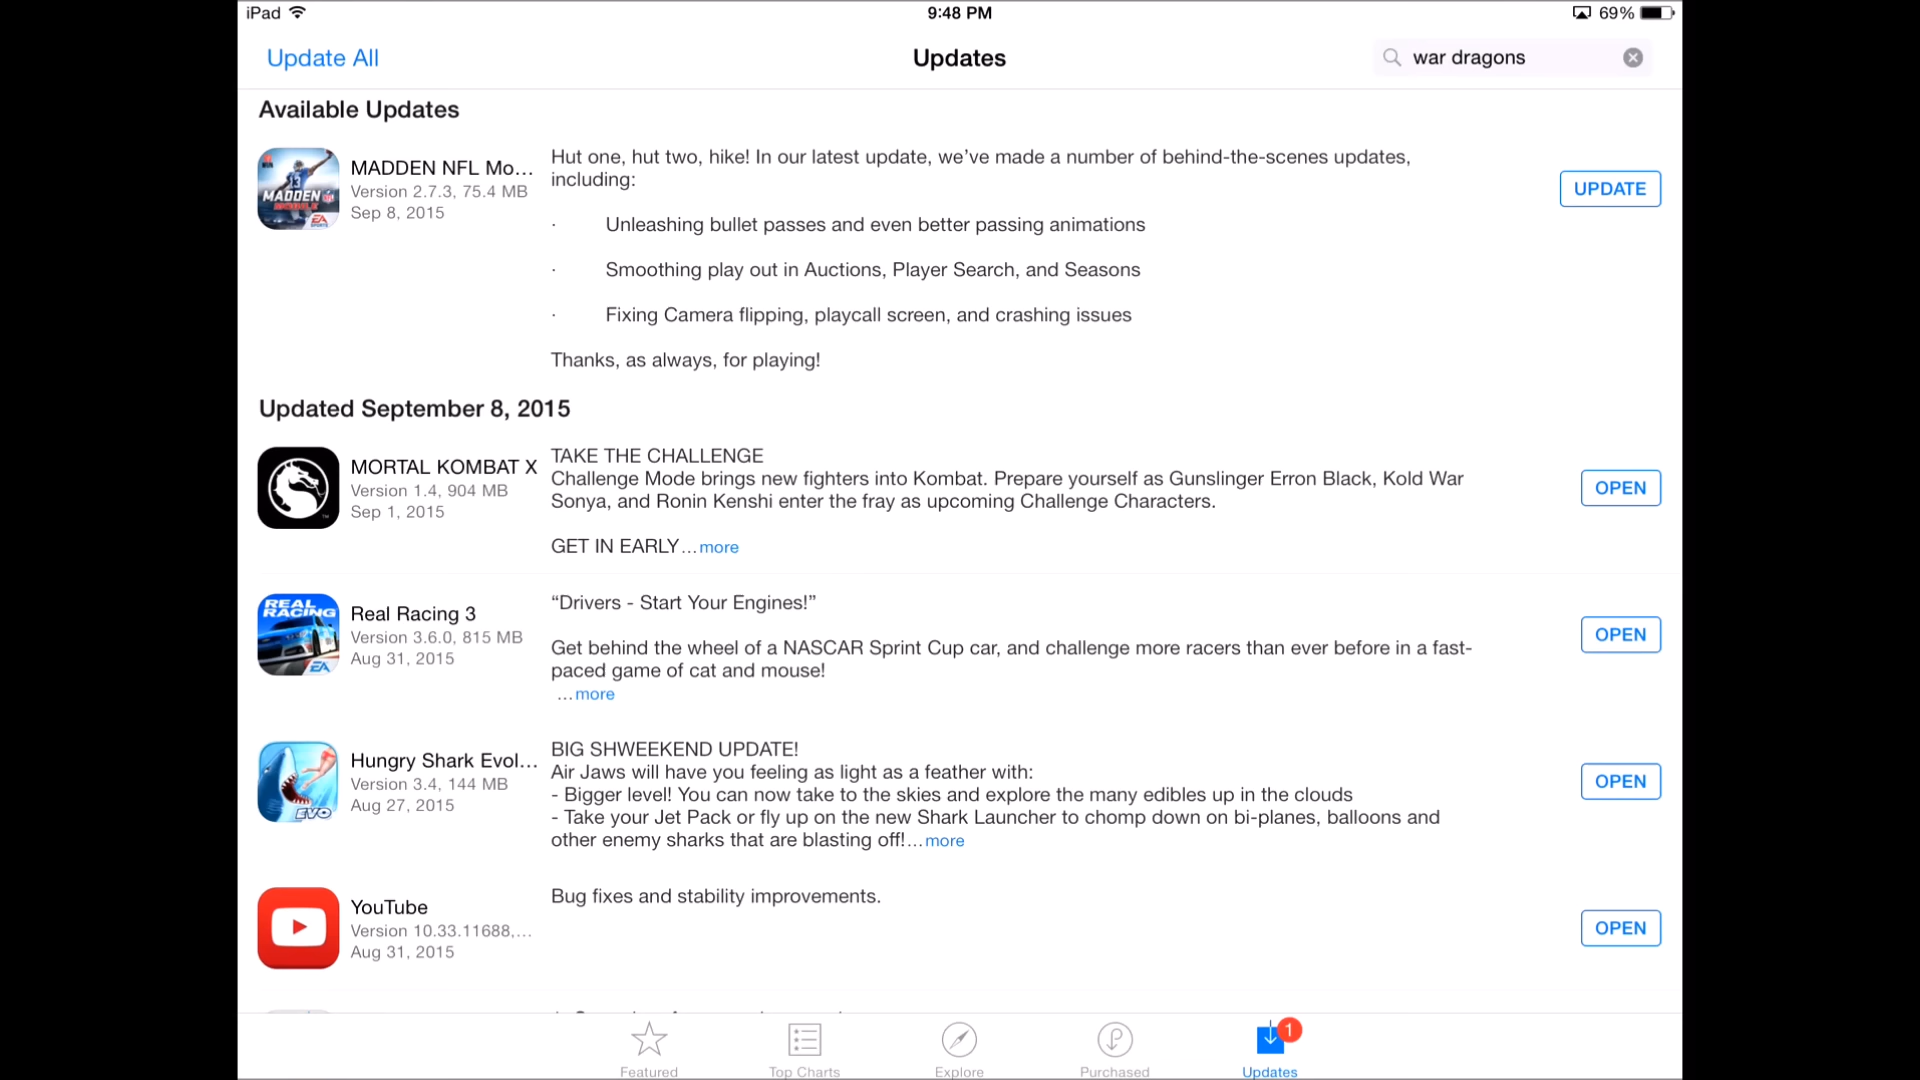 iPad
9:48 PM
69%
Update All
Updates
war dragons
Available Updates
MADDEN NFL Mo...
Version 2.7.3, 75.4 MB
Sep 8, 2015
Hut one, hut two, hike! In our latest update, we’ve made a number of behind-the-scenes updates,
including:
· Unleashing bullet passes and even better passing animations
· Smoothing play out in Auctions, Player Search, and Seasons
· Fixing Camera flipping, playcall screen, and crashing issues
Thanks, as always, for playing!
UPDATE
MADDEN
EA
SPORTS
Updated September 8, 2015
MORTAL KOMBAT X
Version 1.4, 904 MB
Sep 1, 2015
TAKE THE CHALLENGE
Challenge Mode brings new fighters into Kombat. Prepare yourself as Gunslinger Erron Black, Kold War
Sonya, and Ronin Kenshi enter the fray as upcoming Challenge Characters.
GET IN EARLY...more
OPEN
REAL
RACING
EA
Real Racing 3
Version 3.6.0, 815 MB
Aug 31, 2015
“Drivers - Start Your Engines!”
Get behind the wheel of a NASCAR Sprint Cup car, and challenge more racers than ever before in a fast-
paced game of cat and mouse!
...more
OPEN
EVO
Hungry Shark Evol...
Version 3.4, 144 MB
Aug 27, 2015
BIG SHWEEKEND UPDATE!
Air Jaws will have you feeling as light as a feather with:
- Bigger level! You can now take to the skies and explore the many edibles up in the clouds
- Take your Jet Pack or fly up on the new Shark Launcher to chomp down on bi-planes, balloons and
other enemy sharks that are blasting off!...more
OPEN
YouTube
Version 10.33.11688,...
Aug 31, 2015
Bug fixes and stability improvements.
OPEN
Featured
Top Charts
Explore
Purchased
1
Updates